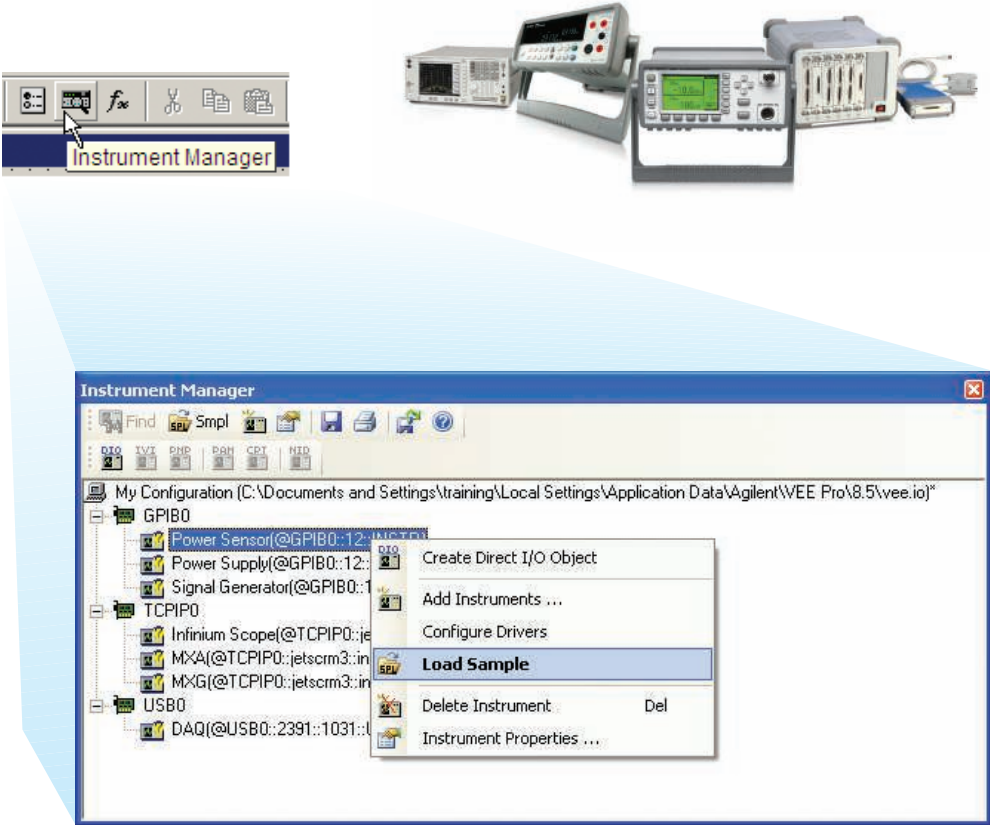 fx
Instrument Manager
Instrument Manager
Find Smpl
DIO IVI PNP PAN CPT NID
My Configuration (C:\Documents and Settings\training\Local Settings\Application Data\Agilent\VEE Pro\8.5\vee.io)*
GPIB0
Power Sensor(@GPIB0::12::INSTR)
Power Supply(@GPIB0::12::
Signal Generator(@GPIB0::1
TCPIP0
Infinium Scope(@TCPIP0::je
MXA(@TCPIP0::jetscrm3::in
MXG(@TCPIP0::jetscrm3::in
USB0
DAQ(@USB0::2391::1031::U
DIO Create Direct I/O Object
Add Instruments ...
Configure Drivers
SPL Load Sample
Delete Instrument Del
Instrument Properties ...